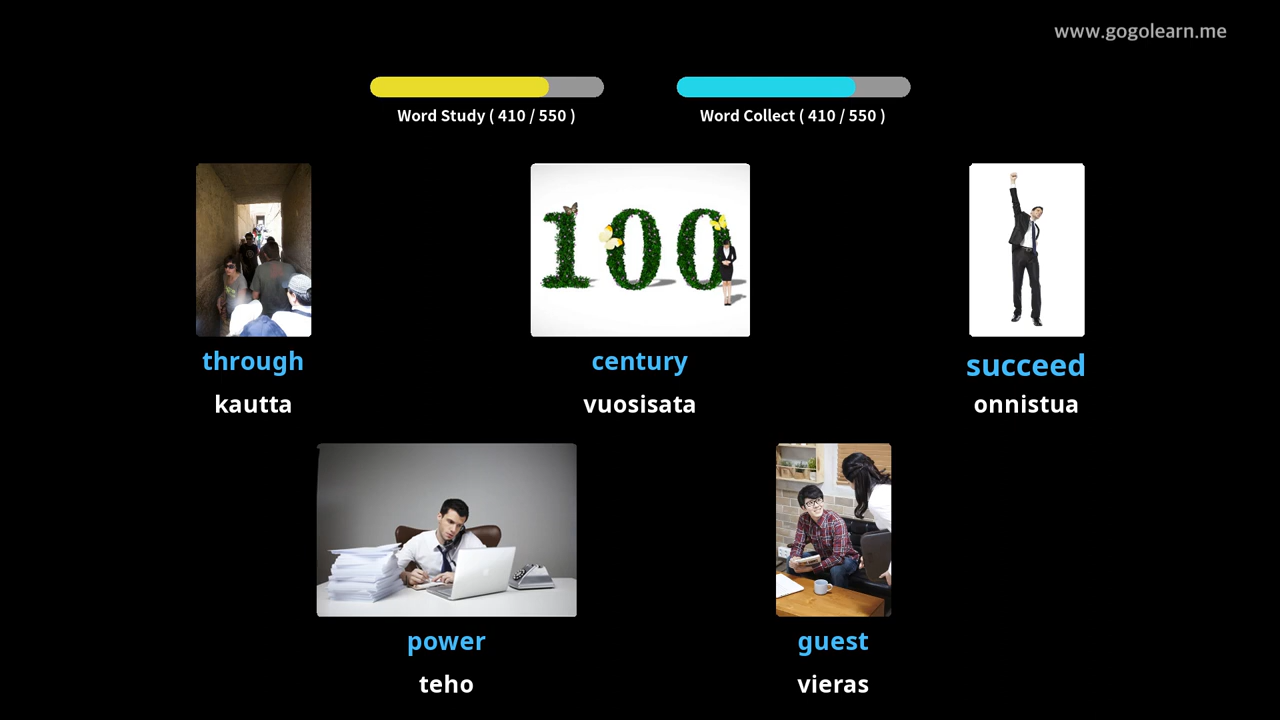 www.gogolearn.me
Word Study ( 410 / 550 )
Word Collect ( 410 / 550 )
through
kautta
century
vuosisata
succeed
onnistua
power
teho
guest
vieras